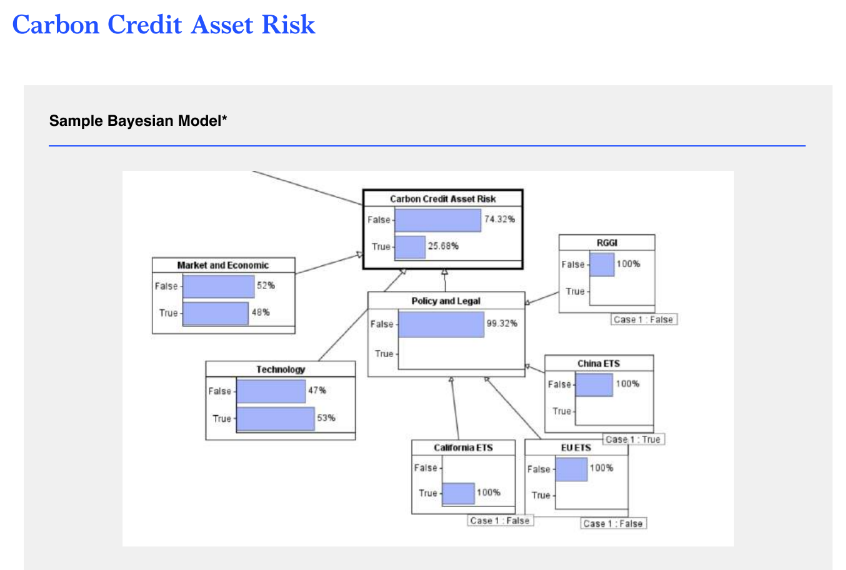 Carbon Credit Asset Risk
Sample Bayesian Model*
Carbon Credit Asset Risk
False 74.32%
True 25.68%
Market and Economic
False 52%
True 48%
RGGI
False 100%
True
Case 1 : False
Policy and Legal
False 99.32%
True
Technology
False 47%
True 53%
China ETS
False 100%
True
Case 1 : True
California ETS
False
True 100%
Case 1 : False
EU ETS
False 100%
True
Case 1 : False